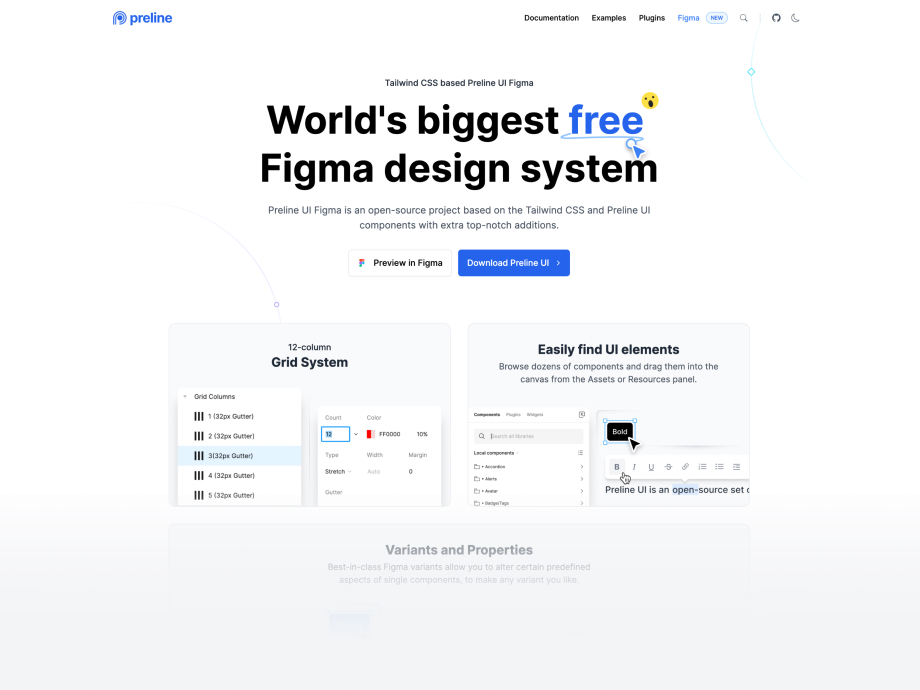 preline
Documentation Examples Plugins Figma NEW
Tailwind CSS based Preline UI Figma
World's biggest free
Figma design system
Preline UI Figma is an open-source project based on the Tailwind CSS and Preline UI
components with extra top-notch additions.
Preview in Figma
Download Preline UI
12-column
Grid System
Grid Columns
1 (32px Gutter)
2 (32px Gutter)
3(32px Gutter)
4 (32px Gutter)
5 (32px Gutter)
Count Color
12 FF0000 10%
Type Width Margin
Stretch Auto 0
Gutter
Easily find UI elements
Browse dozens of components and drag them into the
canvas from the Assets or Resources panel.
Components Plugins Widgets
Search all libraries
Local components
• Accordion
• Alerts
• Avatar
• BadgeTags
Bold
B I U S
Preline UI is an open-source set o
Variants and Properties
Best-in-class Figma variants allow you to alter certain predefined
aspects of single components, to make any variant you like.